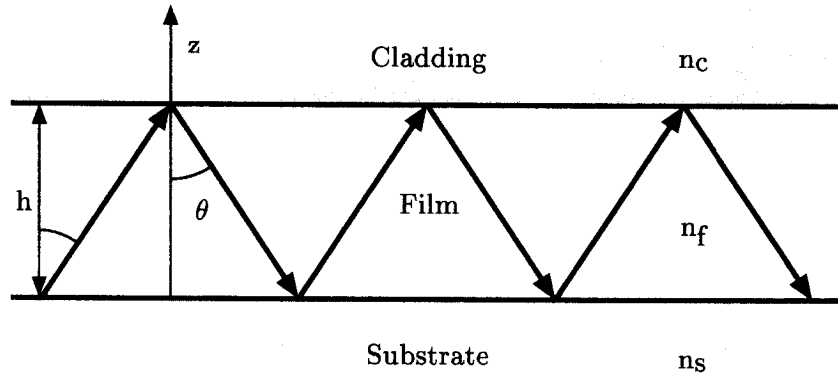 z
Cladding
nc
h
θ
Film
nf
Substrate
ns